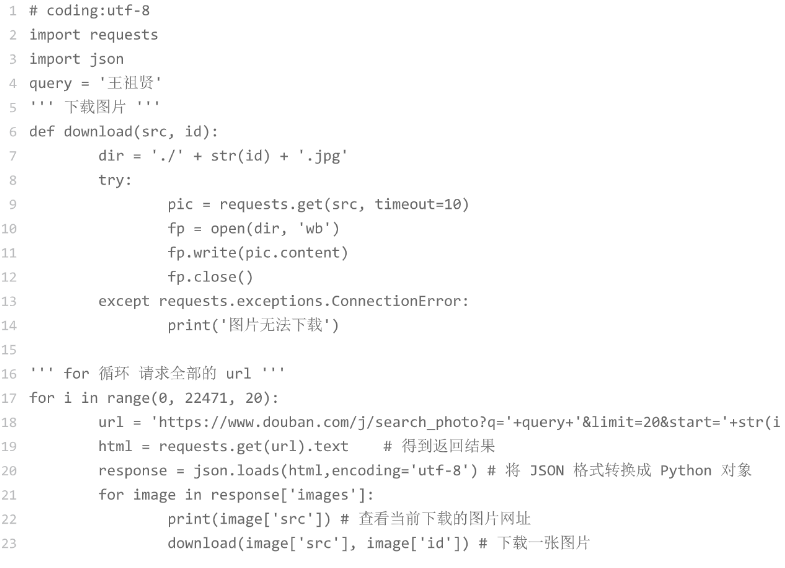 1 # coding:utf-8
2 import requests
3 import json
4 query = '王祖贤'
5 ''' 下载图片 '''
6 def download(src, id):
7         dir = './' + str(id) + '.jpg'
8         try:
9                 pic = requests.get(src, timeout=10)
10                 fp = open(dir, 'wb')
11                 fp.write(pic.content)
12                 fp.close()
13         except requests.exceptions.ConnectionError:
14                 print('图片无法下载')
15
16 ''' for 循环 请求全部的 url '''
17 for i in range(0, 22471, 20):
18         url = 'https://www.douban.com/j/search_photo?q='+query+'&limit=20&start='+str(i
19         html = requests.get(url).text    # 得到返回结果
20         response = json.loads(html,encoding='utf-8') # 将 JSON 格式转换成 Python 对象
21         for image in response['images']:
22                 print(image['src']) # 查看当前下载的图片网址
23                 download(image['src'], image['id']) # 下载一张图片